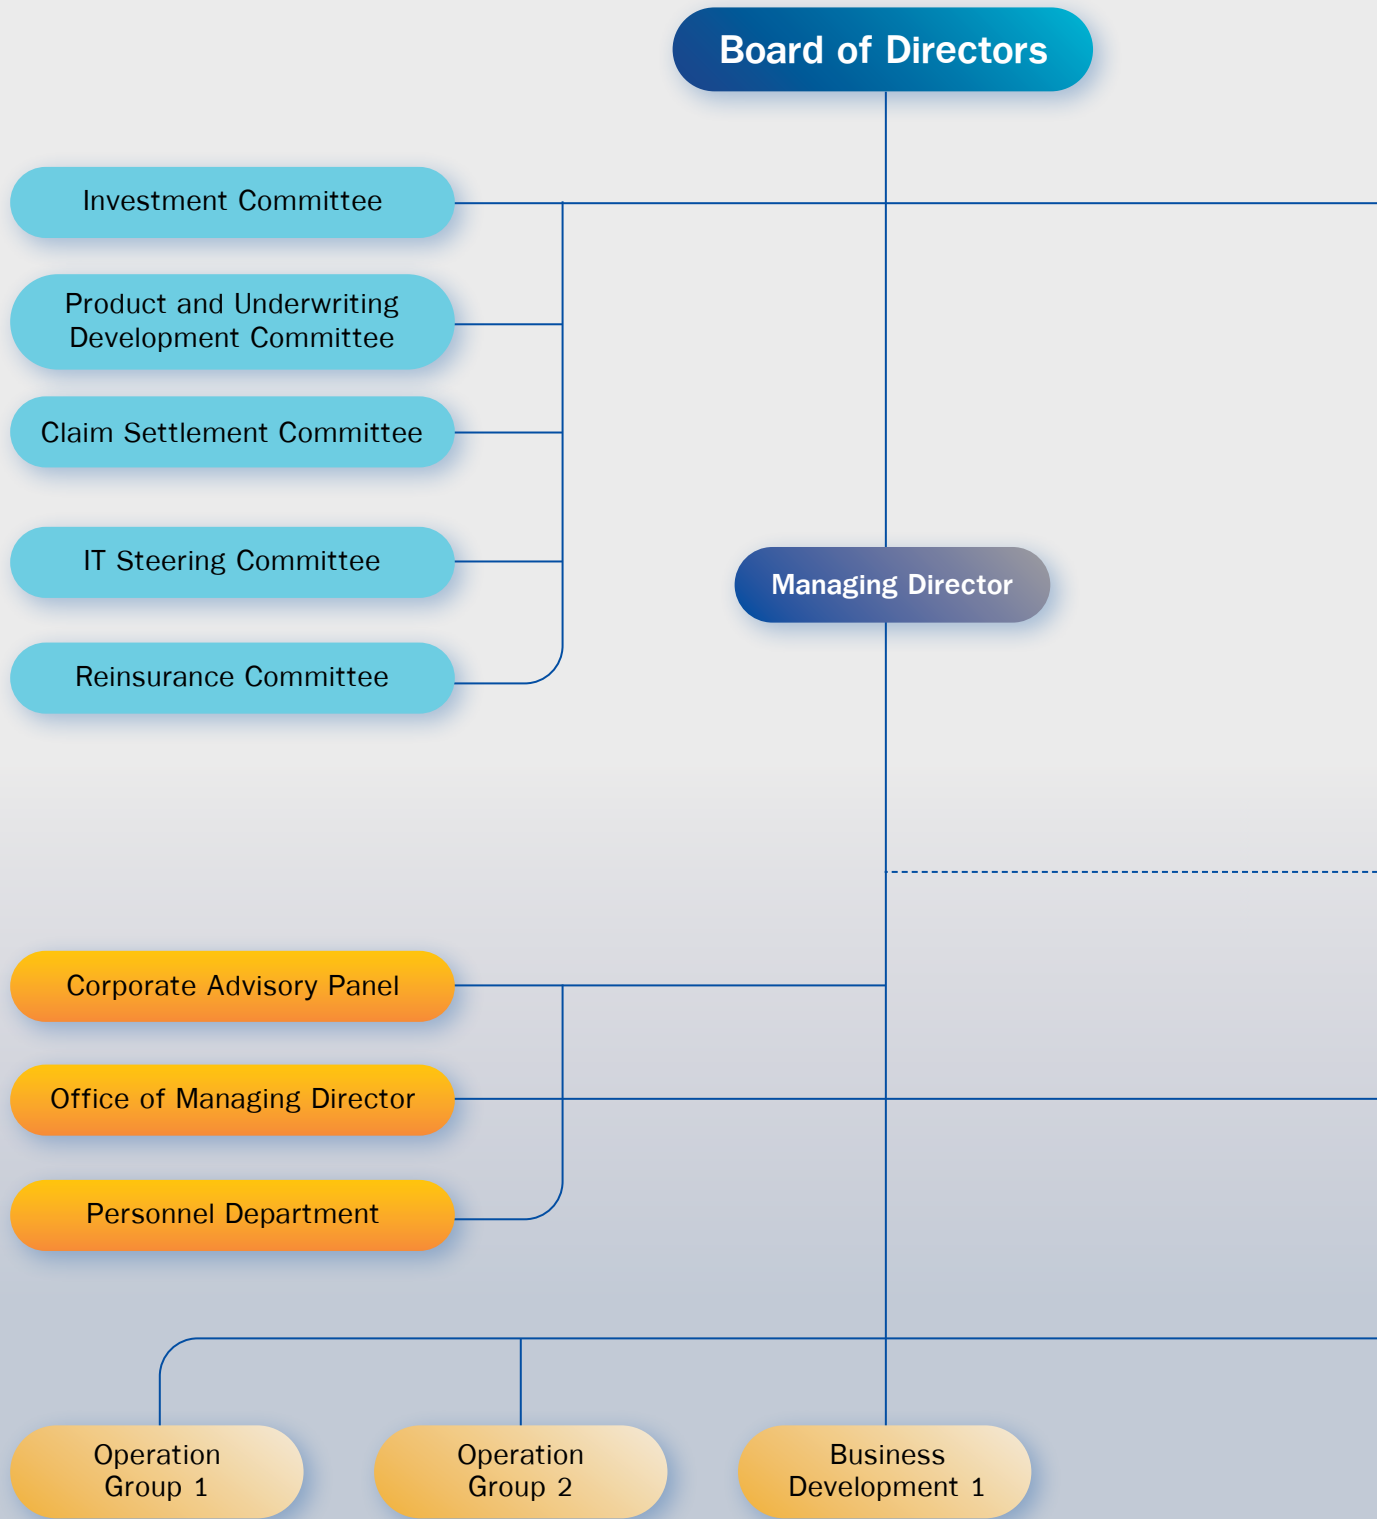 Board of Directors
Investment Committee
Product and Underwriting
Development Committee
Claim Settlement Committee
IT Steering Committee
Managing Director
Reinsurance Committee
Corporate Advisory Panel
Office of Managing Director
Personnel Department
Operation
Group 1
Operation
Group 2
Business
Development 1